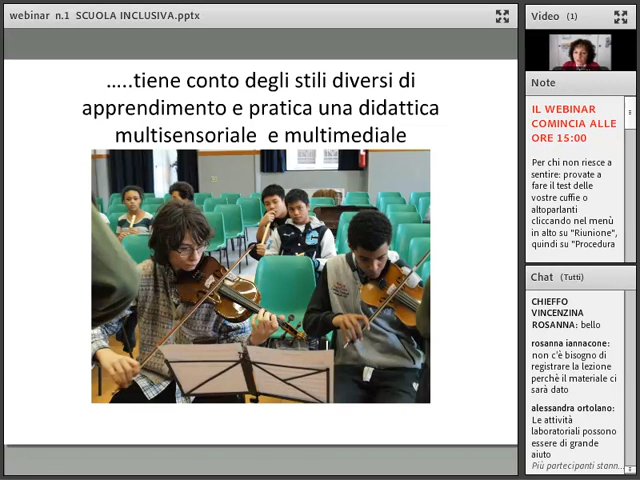 webinar n.1 SCUOLA INCLUSIVA.pptx
…..tiene conto degli stili diversi di
apprendimento e pratica una didattica
multisensoriale e multimediale
Video (1)
Note
IL WEBINAR
COMINCIA ALLE
ORE 15:00
Per chi non riesce a
sentire: provate a
fare il test delle
vostre cuffie o
altoparlanti
cliccando nel menù
in alto su "Riunione",
quindi su "Procedura
Chat (Tutti)
CHIEFFO
VINCENZINA
ROSANNA: bello
rosanna iannacone:
non c'è bisogno di
registrare la lezione
perchè il materiale ci
sarà dato
alessandra ortolano:
Le attività
laboratoriali possono
essere di grande
aiuto
Più partecipanti stann...